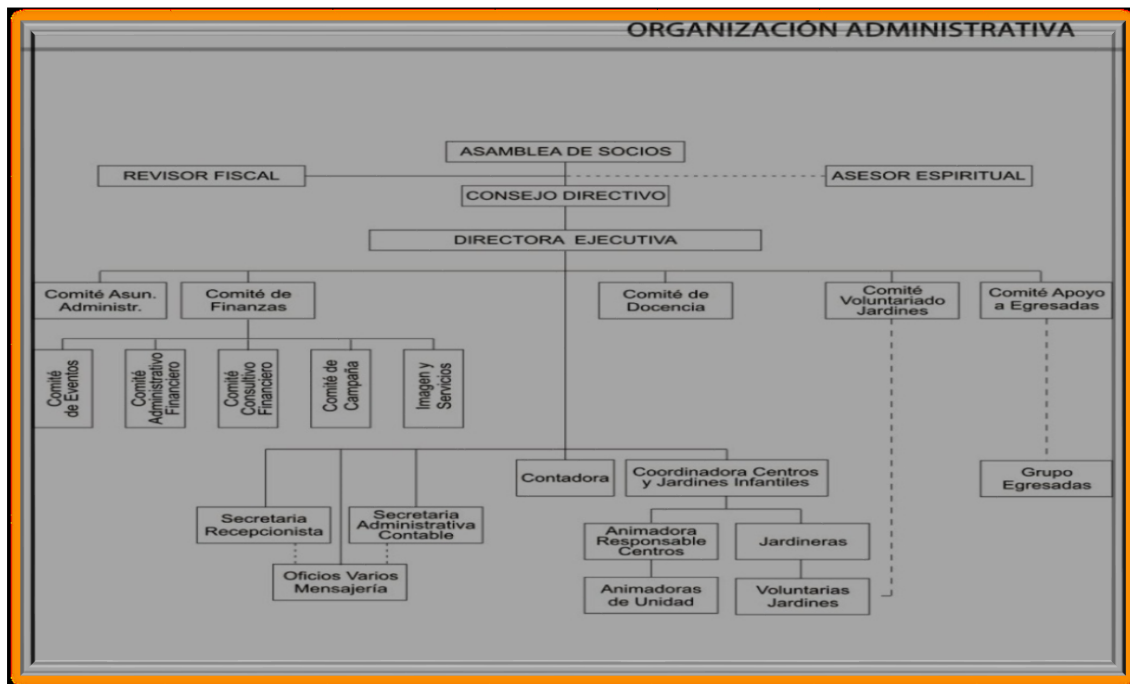 ORGANIZACIÓN ADMINISTRATIVA
ASAMBLEA DE SOCIOS
REVISOR FISCAL
ASESOR ESPIRITUAL
CONSEJO DIRECTIVO
DIRECTORA EJECUTIVA
Comité Asun.
Administr.
Comité de
Finanzas
Comité de
Docencia
Comité
Voluntariado
Jardines
Comité Apoyo
a Egresadas
Comité
de Eventos
Comité
Administrativo
Financiero
Comité
Consultivo
Financiero
Comité de
Campaña
Imagen y
Servicios
Contadora
Coordinadora Centros
y Jardines Infantiles
Grupo
Egresadas
Secretaria
Recepcionista
Secretaria
Administrativa
Contable
Animadora
Responsable
Centros
Jardineras
Oficios Varios
Mensajería
Animadoras
de Unidad
Voluntarias
Jardines